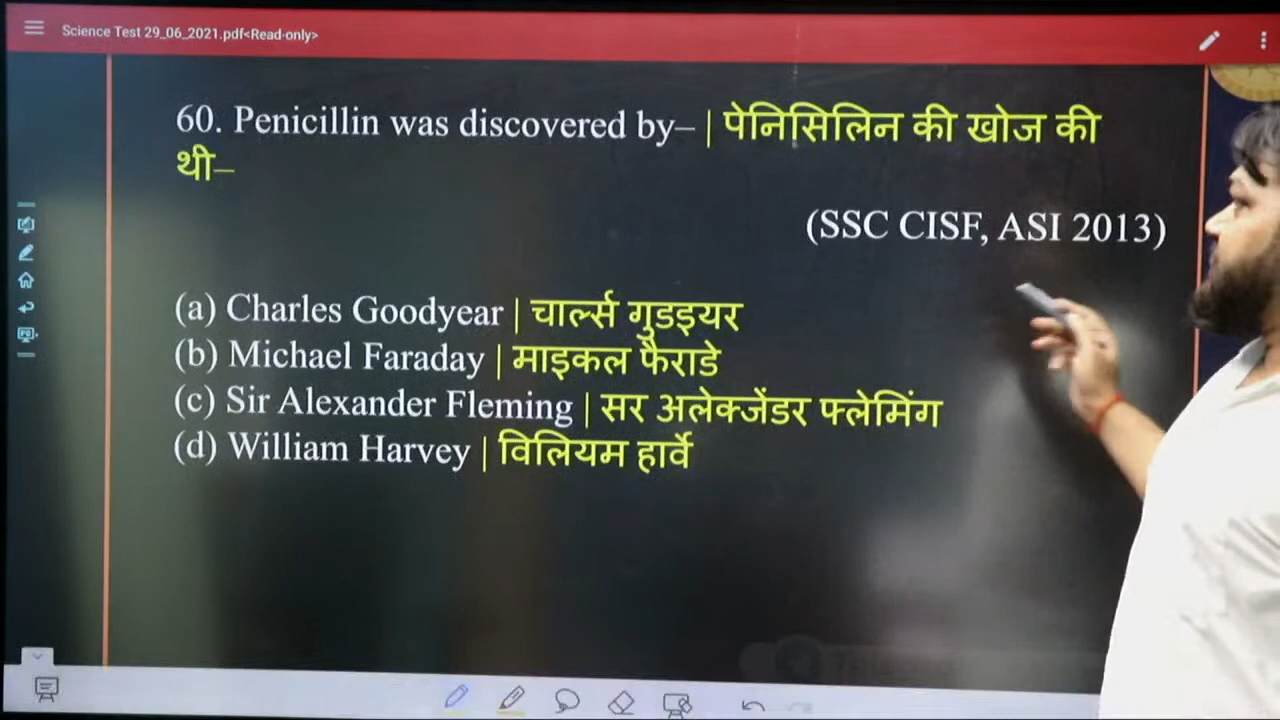 Science Test 29_06_2021.pdf<Read-only>
60. Penicillin was discovered by– | पेनिसिलिन की खोज की
थी–
(SSC CISF, ASI 2013)
(a) Charles Goodyear | चार्ल्स गुडइयर
(b) Michael Faraday | माइकल फैराडे
(c) Sir Alexander Fleming | सर अलेक्जेंडर फ्लेमिंग
(d) William Harvey | विलियम हार्वे